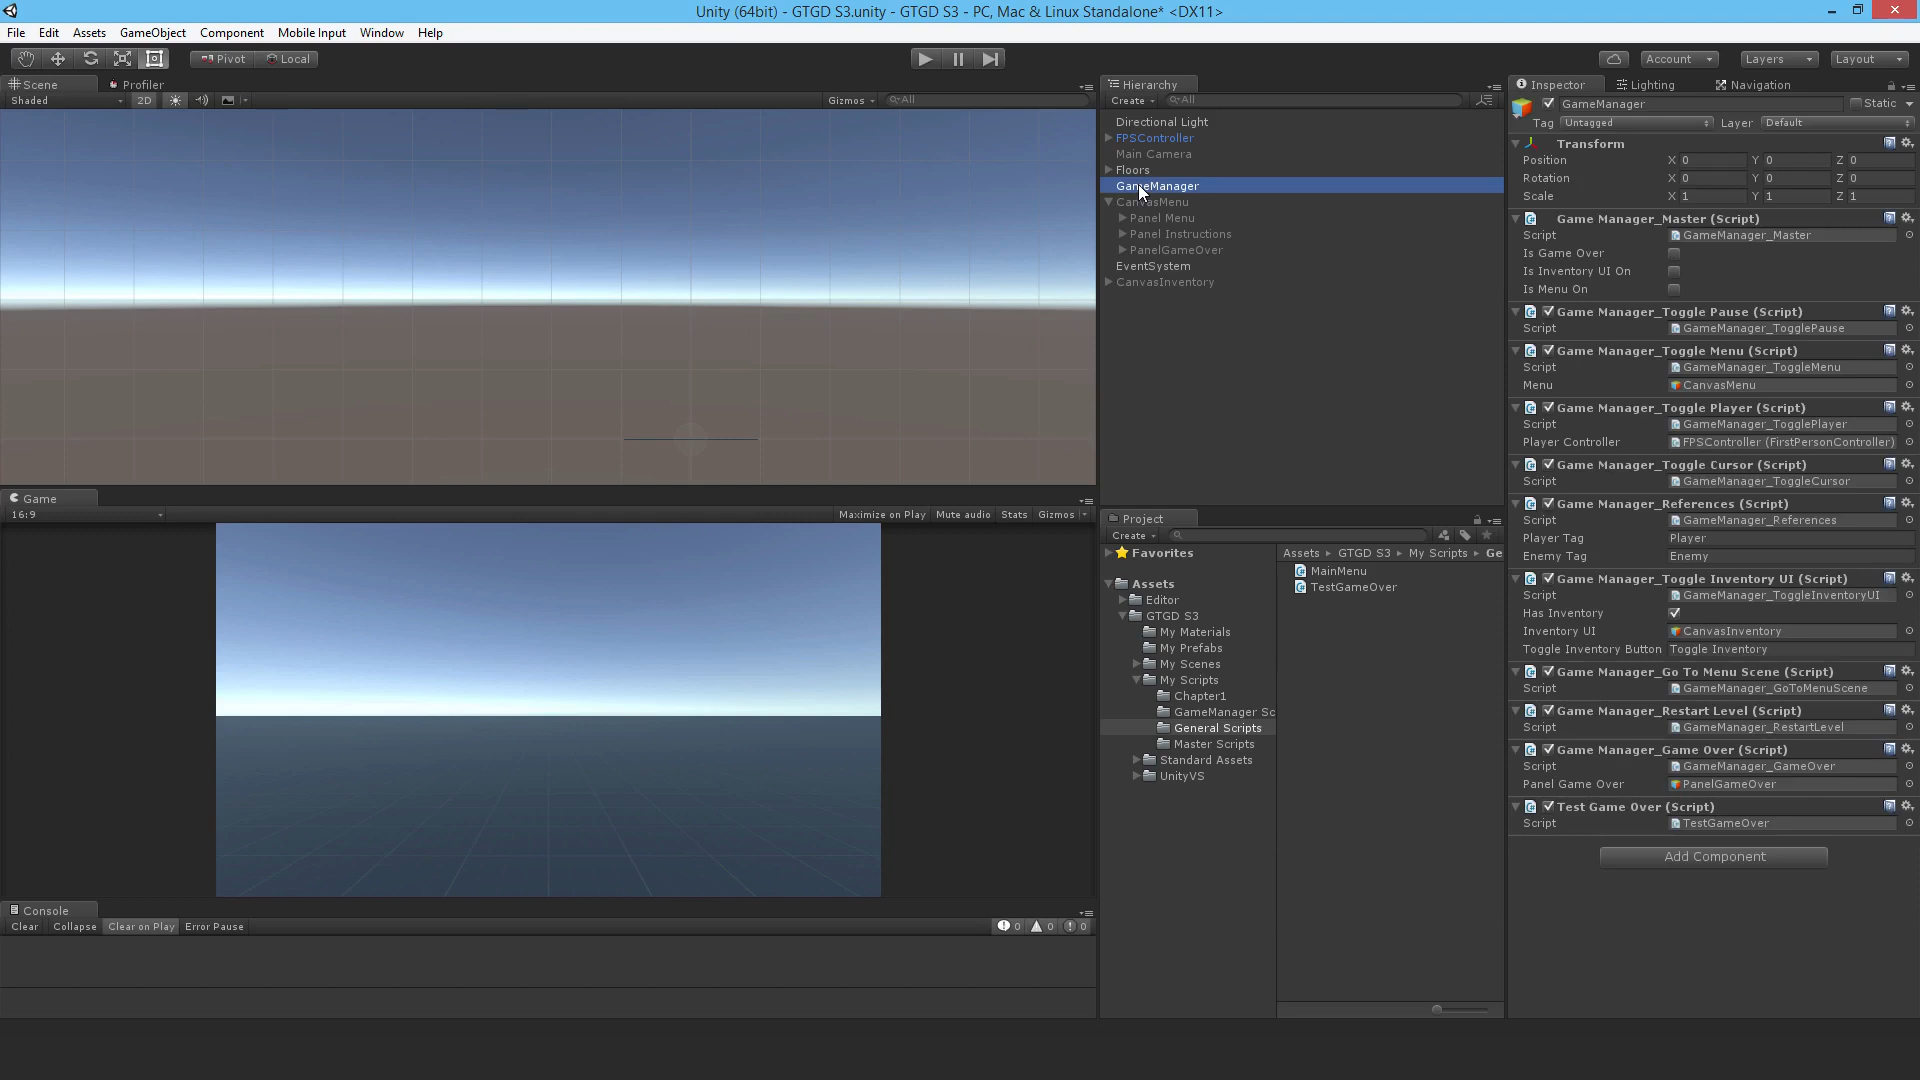 Unity (64bit) - GTGD S3.unity - GTGD S3 - PC, Mac & Linux Standalone* <DX11>
File Edit Assets GameObject Component Mobile Input Window Help
Pivot Local Account Layers Layout
Scene Profiler
Shaded 2D Gizmos All
Game
16:9 Maximize on Play Mute audio Stats Gizmos
Console
Clear Collapse Clear on Play Error Pause 0 0 0
Hierarchy
Create All
Directional Light
FPSController
Main Camera
Floors
GameManager
CanvasMenu
Panel Menu
Panel Instructions
PanelGameOver
EventSystem
CanvasInventory
Project
Create
Favorites
Assets
Editor
GTGD S3
My Materials
My Prefabs
My Scenes
My Scripts
Chapter1
GameManager Sc
General Scripts
Master Scripts
Standard Assets
UnityVS
Assets GTGD S3 My Scripts Ge
MainMenu
TestGameOver
Inspector Lighting Navigation
GameManager Static
Tag Untagged Layer Default
Transform
Position X 0 Y 0 Z 0
Rotation X 0 Y 0 Z 0
Scale X 1 Y 1 Z 1
Game Manager_Master (Script)
Script GameManager_Master
Is Game Over
Is Inventory UI On
Is Menu On
Game Manager_Toggle Pause (Script)
Script GameManager_TogglePause
Game Manager_Toggle Menu (Script)
Script GameManager_ToggleMenu
Menu CanvasMenu
Game Manager_Toggle Player (Script)
Script GameManager_TogglePlayer
Player Controller FPSController (FirstPersonController)
Game Manager_Toggle Cursor (Script)
Script GameManager_ToggleCursor
Game Manager_References (Script)
Script GameManager_References
Player Tag Player
Enemy Tag Enemy
Game Manager_Toggle Inventory UI (Script)
Script GameManager_ToggleInventoryUI
Has Inventory
Inventory UI CanvasInventory
Toggle Inventory Button Toggle Inventory
Game Manager_Go To Menu Scene (Script)
Script GameManager_GoToMenuScene
Game Manager_Restart Level (Script)
Script GameManager_RestartLevel
Game Manager_Game Over (Script)
Script GameManager_GameOver
Panel Game Over PanelGameOver
Test Game Over (Script)
Script TestGameOver
Add Component